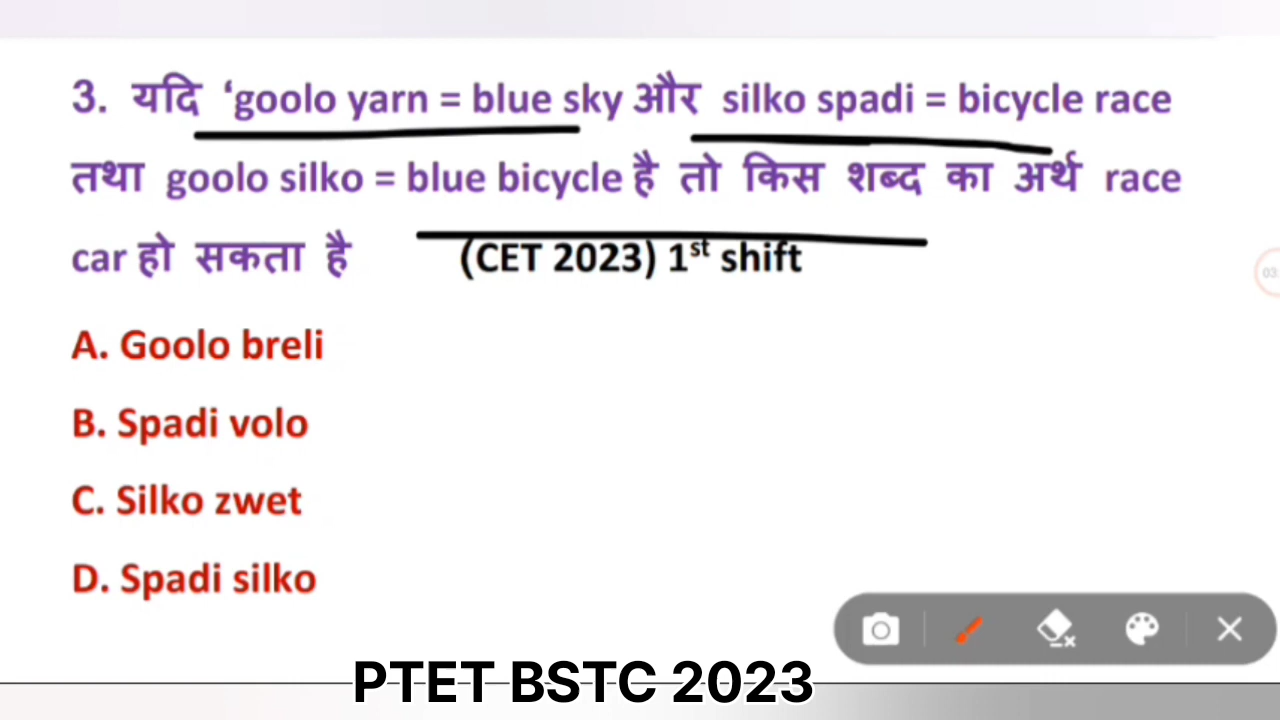 3. यदि ‘goolo yarn = blue sky और silko spadi = bicycle race
तथा goolo silko = blue bicycle है तो किस शब्द का अर्थ race
car हो सकता है (CET 2023) 1st shift
A. Goolo breli
B. Spadi volo
C. Silko zwet
D. Spadi silko
PTET BSTC 2023